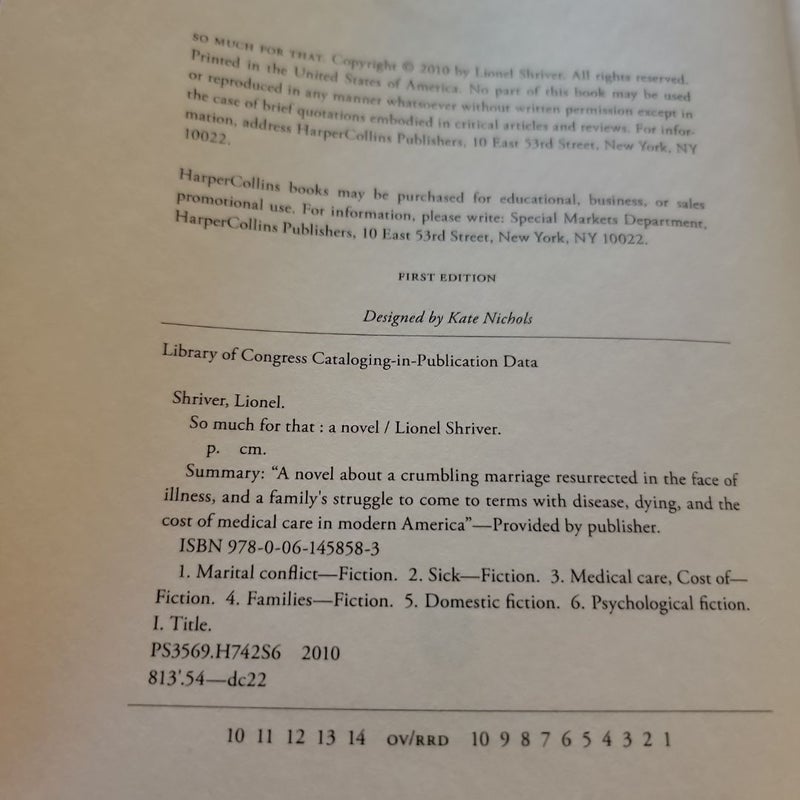 SO MUCH FOR THAT. Copyright © 2010 by Lionel Shriver. All rights reserved.
Printed in the United States of America. No part of this book may be used
or reproduced in any manner whatsoever without written permission except in
the case of brief quotations embodied in critical articles and reviews. For infor-
mation, address HarperCollins Publishers, 10 East 53rd Street, New York, NY
10022.
HarperCollins books may be purchased for educational, business, or sales
promotional use. For information, please write: Special Markets Department,
HarperCollins Publishers, 10 East 53rd Street, New York, NY 10022.
FIRST EDITION
Designed by Kate Nichols
Library of Congress Cataloging-in-Publication Data
Shriver, Lionel.
So much for that : a novel / Lionel Shriver.
p. cm.
Summary: “A novel about a crumbling marriage resurrected in the face of
illness, and a family's struggle to come to terms with disease, dying, and the
cost of medical care in modern America”—Provided by publisher.
ISBN 978-0-06-145858-3
1. Marital conflict—Fiction. 2. Sick—Fiction. 3. Medical care, Cost of—
Fiction. 4. Families—Fiction. 5. Domestic fiction. 6. Psychological fiction.
I. Title.
PS3569.H742S6 2010
813'.54—dc22
10 11 12 13 14 OV/RRD 10 9 8 7 6 5 4 3 2 1